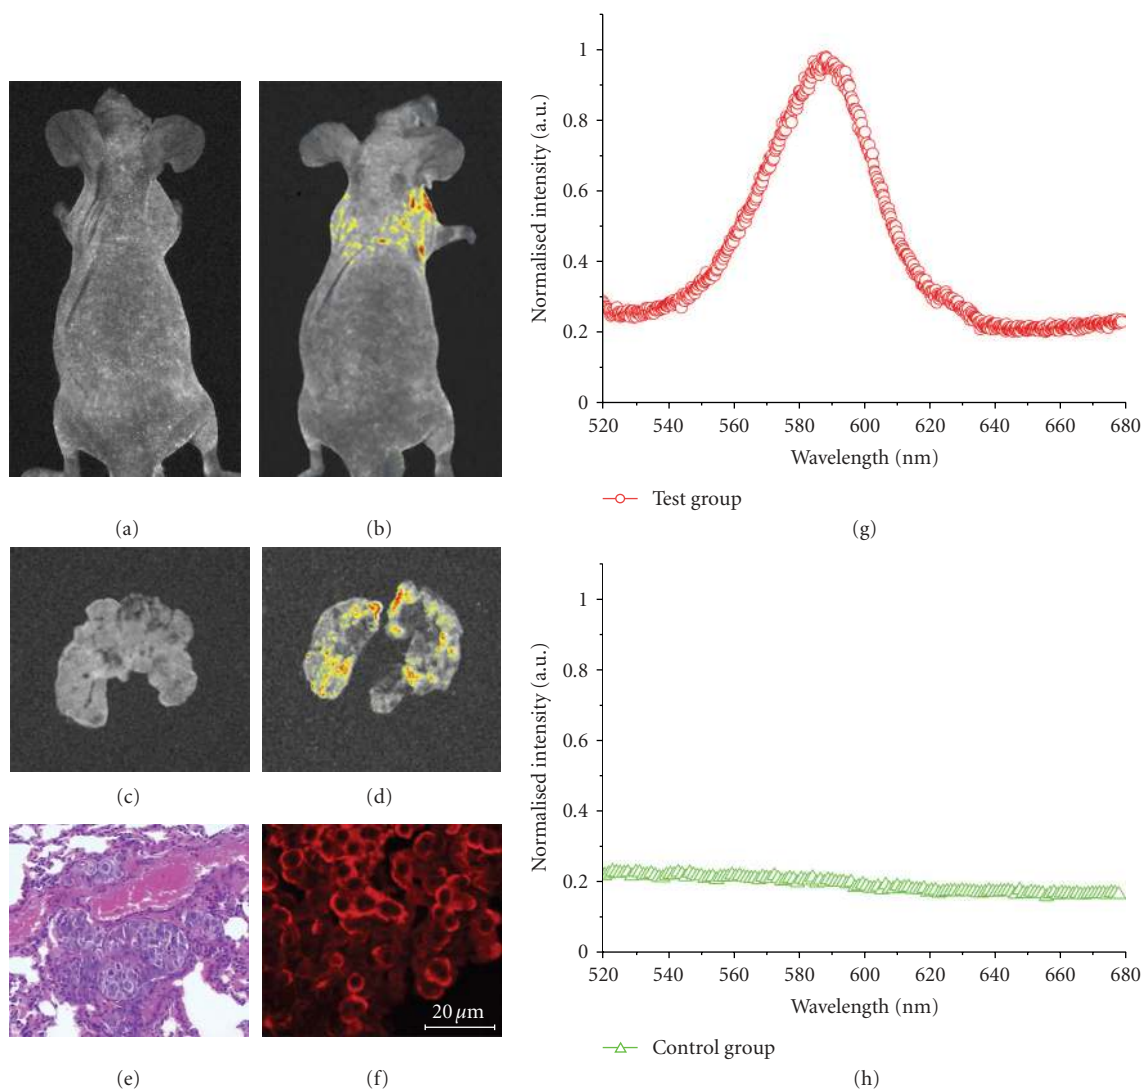 (a)
(b)
1
0.8
0.6
0.4
0.2
0
Normalised intensity (a.u.)
520 540 560 580 600 620 640 660 680
Wavelength (nm)
Test group
(g)
(c)
(d)
20 μm
(e)
(f)
1
0.8
0.6
0.4
0.2
0
Normalised intensity (a.u.)
520 540 560 580 600 620 640 660 680
Wavelength (nm)
Control group
(h)